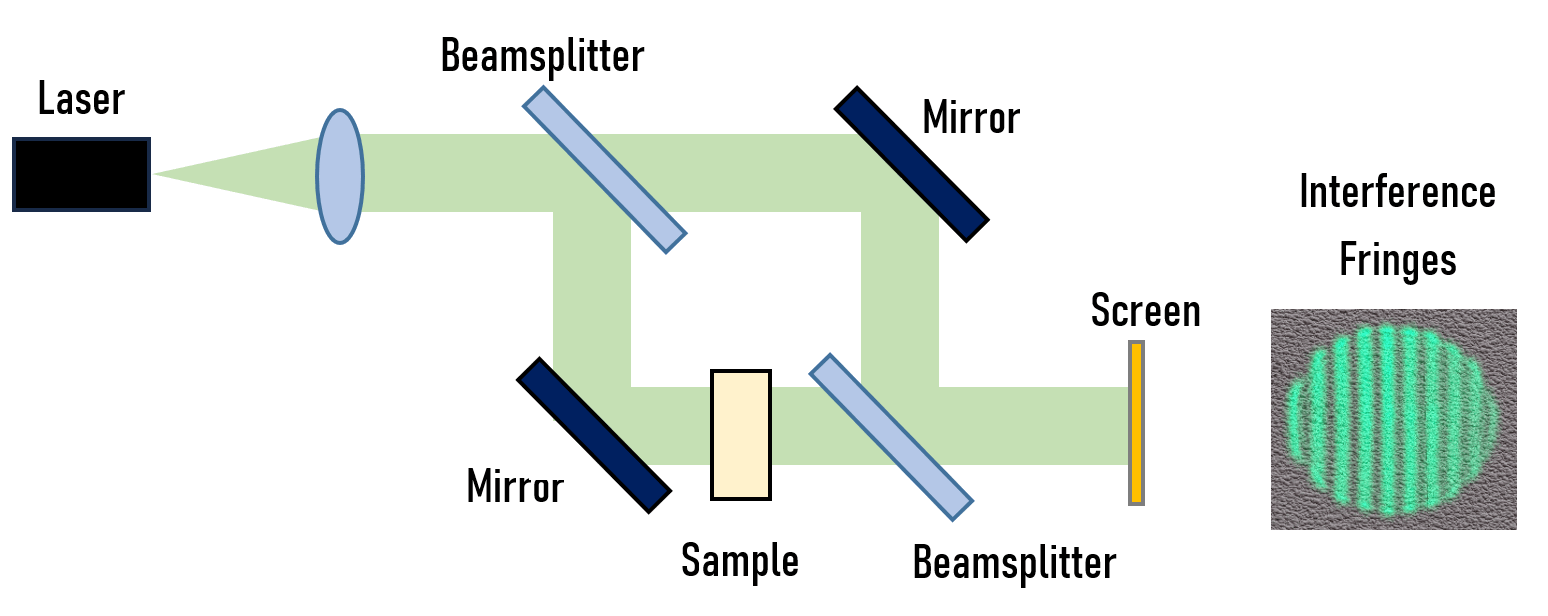 Beamsplitter
Laser
Mirror
Interference
Fringes
Screen
Mirror
Sample
Beamsplitter